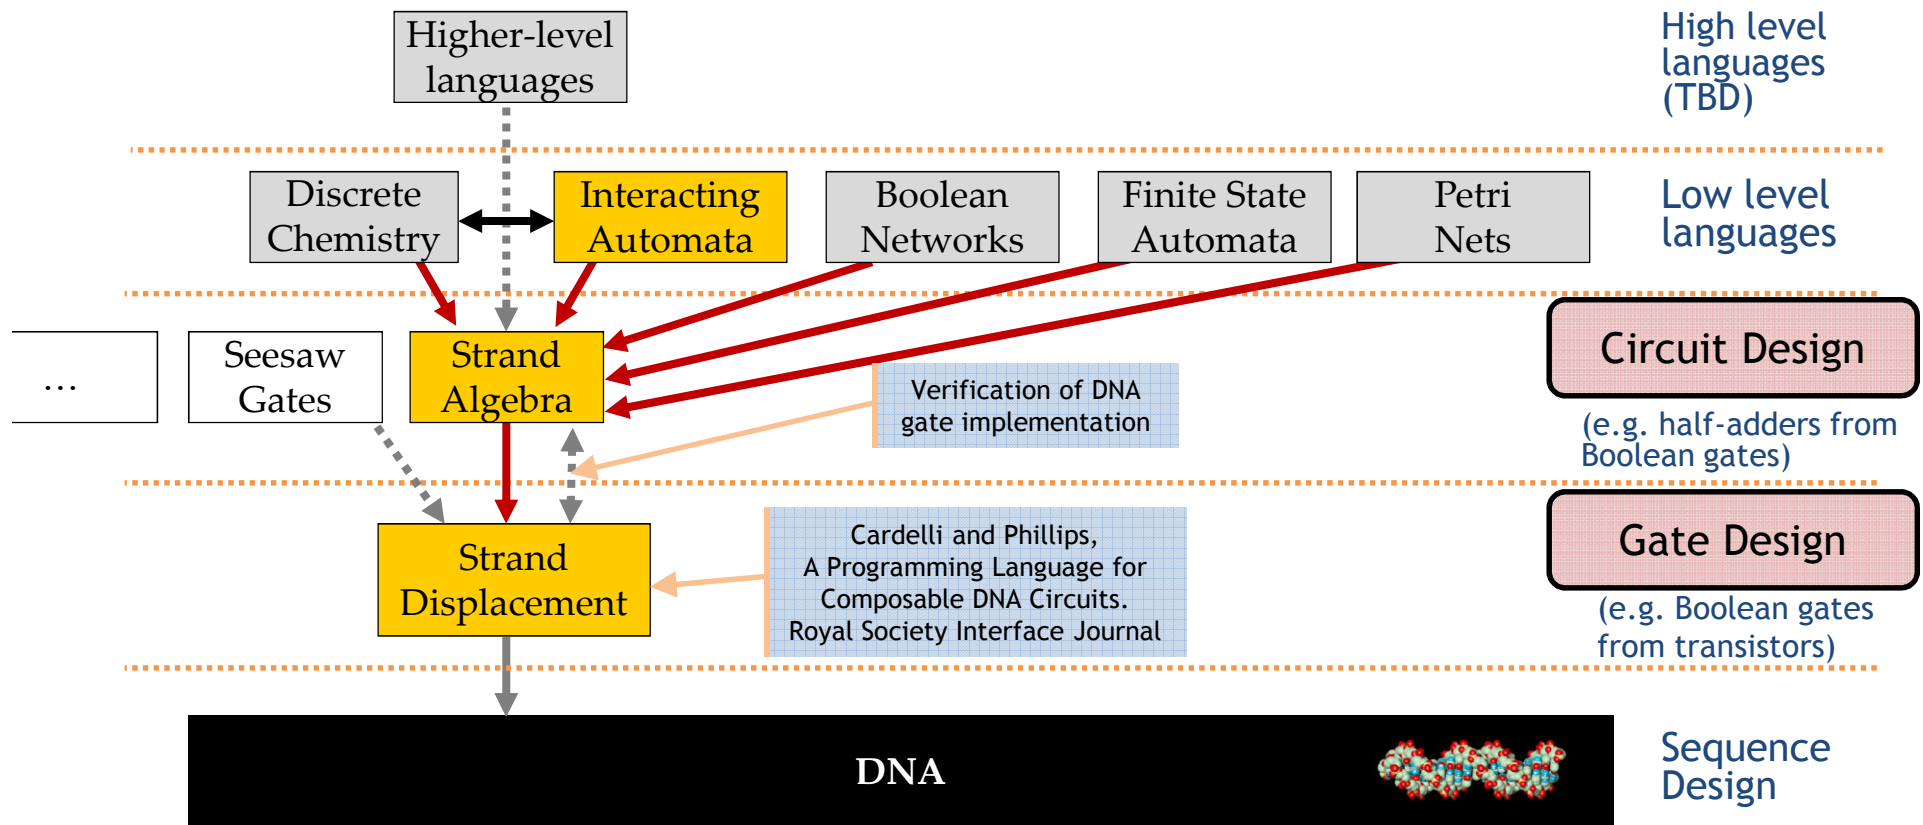 Higher-level
languages
High level
languages
(TBD)
Discrete
Chemistry
Interacting
Automata
Boolean
Networks
Finite State
Automata
Petri
Nets
Low level
languages
...
Seesaw
Gates
Strand
Algebra
Verification of DNA
gate implementation
Circuit Design
(e.g. half-adders from
Boolean gates)
Strand
Displacement
Cardelli and Phillips,
A Programming Language for
Composable DNA Circuits.
Royal Society Interface Journal
Gate Design
(e.g. Boolean gates
from transistors)
DNA
Sequence
Design